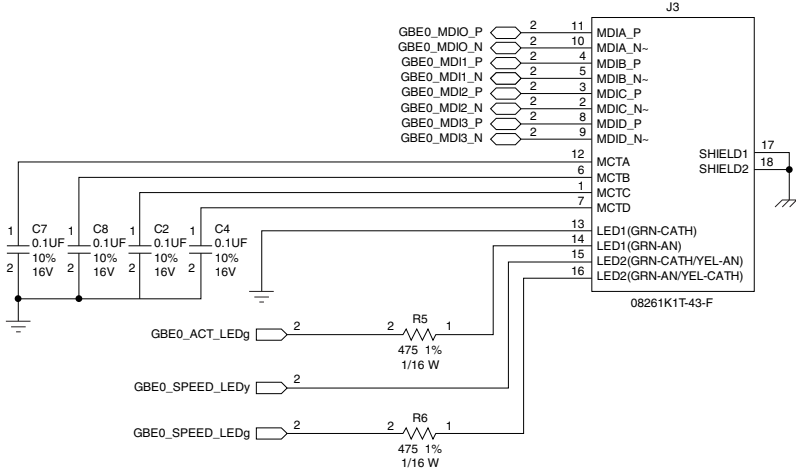 J3
GBE0_MDIO_P 2 11 MDIA_P
GBE0_MDIO_N 2 10 MDIA_N~
GBE0_MDI1_P 2 4 MDIB_P
GBE0_MDI1_N 2 5 MDIB_N~
GBE0_MDI2_P 2 3 MDIC_P
GBE0_MDI2_N 2 2 MDIC_N~
GBE0_MDI3_P 2 8 MDID_P
GBE0_MDI3_N 2 9 MDID_N~
SHIELD1 17
SHIELD2 18
12 MCTA
6 MCTB
1 MCTC
7 MCTD
13 LED1(GRN-CATH)
14 LED1(GRN-AN)
15 LED2(GRN-CATH/YEL-AN)
16 LED2(GRN-AN/YEL-CATH)
08261K1T-43-F
1 C7 1 C8 1 C2 1 C4
0.1UF 0.1UF 0.1UF 0.1UF
10% 10% 10% 10%
2 16V 2 16V 2 16V 2 16V
R5
GBE0_ACT_LEDg 2 2 1
475 1%
1/16 W
GBE0_SPEED_LEDy 2
R6
GBE0_SPEED_LEDg 2 2 1
475 1%
1/16 W